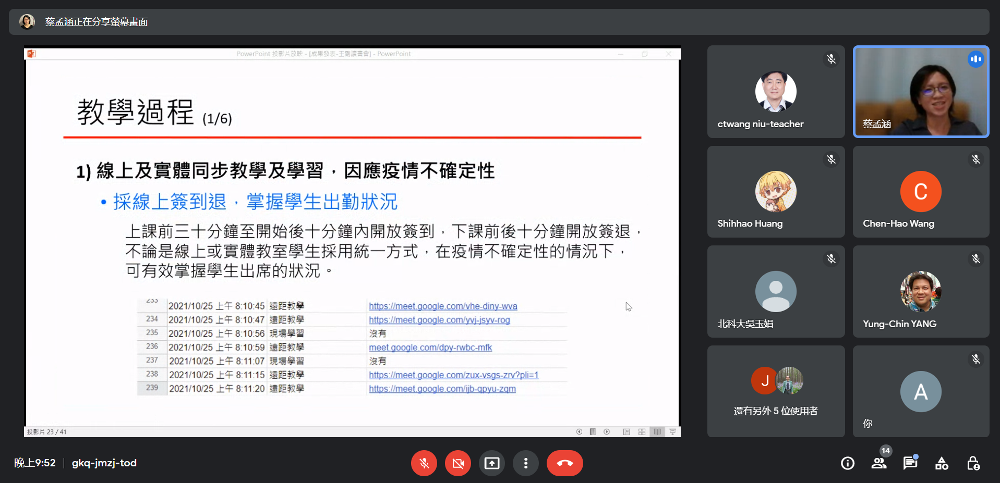 蔡孟涵正在分享螢幕畫面
PowerPoint 投影片放映 - [成果發表-王副讀書會] - PowerPoint
教學過程 (1/6)
1) 線上及實體同步教學及學習，因應疫情不確定性
• 採線上簽到退，掌握學生出勤狀況
上課前三十分鐘至開始後十分鐘內開放簽到，下課前後十分鐘開放簽退，
不論是線上或實體教室學生採用統一方式，在疫情不確定性的情況下，
可有效掌握學生出席的狀況。
233 2021/10/25 上午 8:10:45 遠距教學 https://meet.google.com/vhe-diny-wva
234 2021/10/25 上午 8:10:47 遠距教學 https://meet.google.com/yvj-jsyv-rog
235 2021/10/25 上午 8:10:56 現場學習 沒有
236 2021/10/25 上午 8:10:59 遠距教學 meet.google.com/dpy-rwbc-mfk
237 2021/10/25 上午 8:11:07 現場學習 沒有
238 2021/10/25 上午 8:11:15 遠距教學 https://meet.google.com/zux-vsgs-zrv?pli=1
239 2021/10/25 上午 8:11:20 遠距教學 https://meet.google.com/ijb-qpyu-zqm
投影片 23 / 41
ctwang niu-teacher
蔡孟涵
Shihhao Huang
C
Chen-Hao Wang
北科大吳玉娟
Yung-Chin YANG
J
還有另外 5 位使用者
A
你
晚上9:52 | gkq-jmzj-tod
14